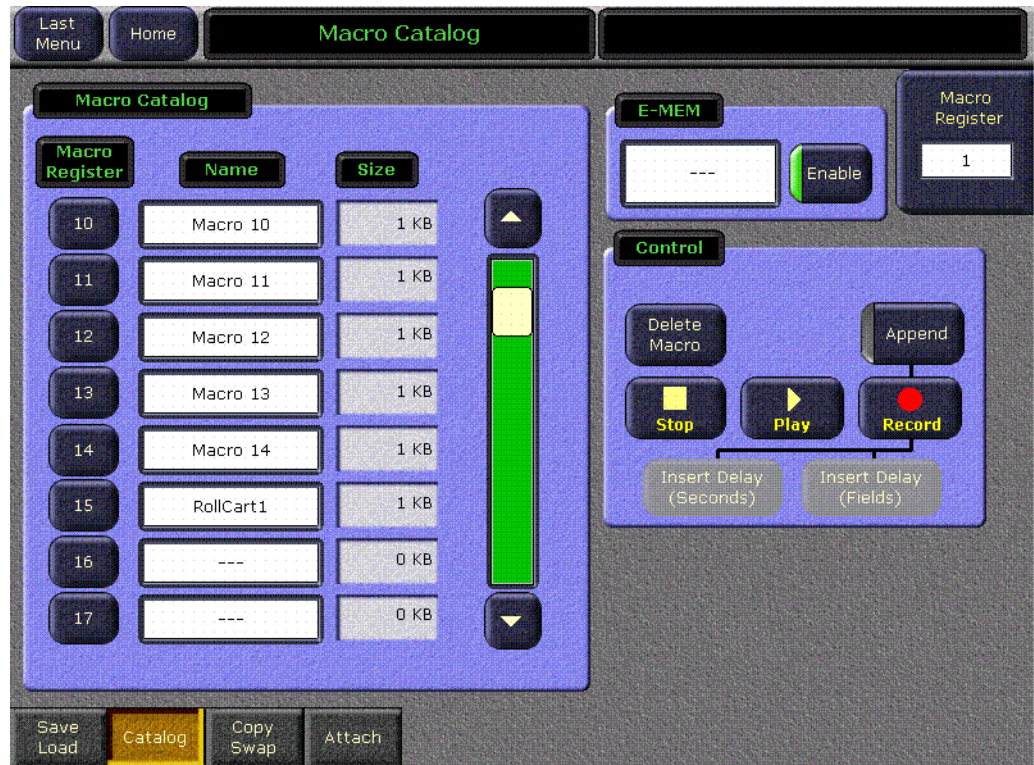 Last
Menu
Home
Macro Catalog
Macro Catalog
Macro
Register
Name
Size
10
Macro 10
1 KB
11
Macro 11
1 KB
12
Macro 12
1 KB
13
Macro 13
1 KB
14
Macro 14
1 KB
15
RollCart1
1 KB
16
---
0 KB
17
---
0 KB
E-MEM
---
Enable
Macro
Register
1
Control
Delete
Macro
Append
Stop
Play
Record
Insert Delay
(Seconds)
Insert Delay
(Fields)
Save
Load
Catalog
Copy
Swap
Attach